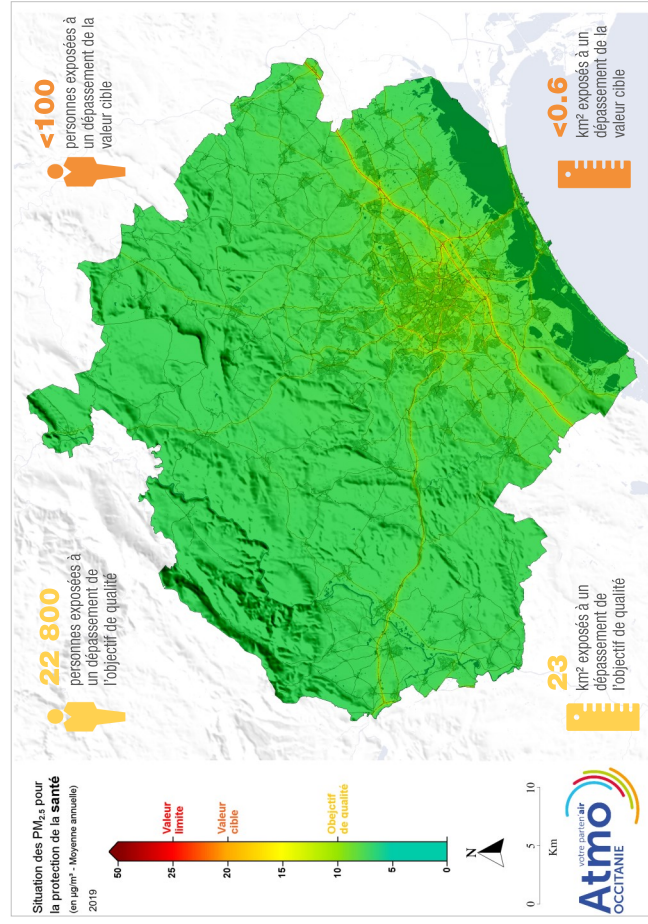 Situation des PM2.5 pour
la protection de la santé
(en µg/m³ - Moyenne annuelle)
2019
50
25
20
15
10
5
0
Valeur
limite
Valeur
cible
Obejctif
de qualité
N
0
5
10
Km
votre parten'air
Atmo
OCCITANIE
22 800
personnes exposées à
un dépassement de
l'objectif de qualité
23
km² exposés à un
dépassement de
l'objectif de qualité
<100
personnes exposées à
un dépassement de la
valeur cible
<0.6
km² exposés à un
dépassement de la
valeur cible